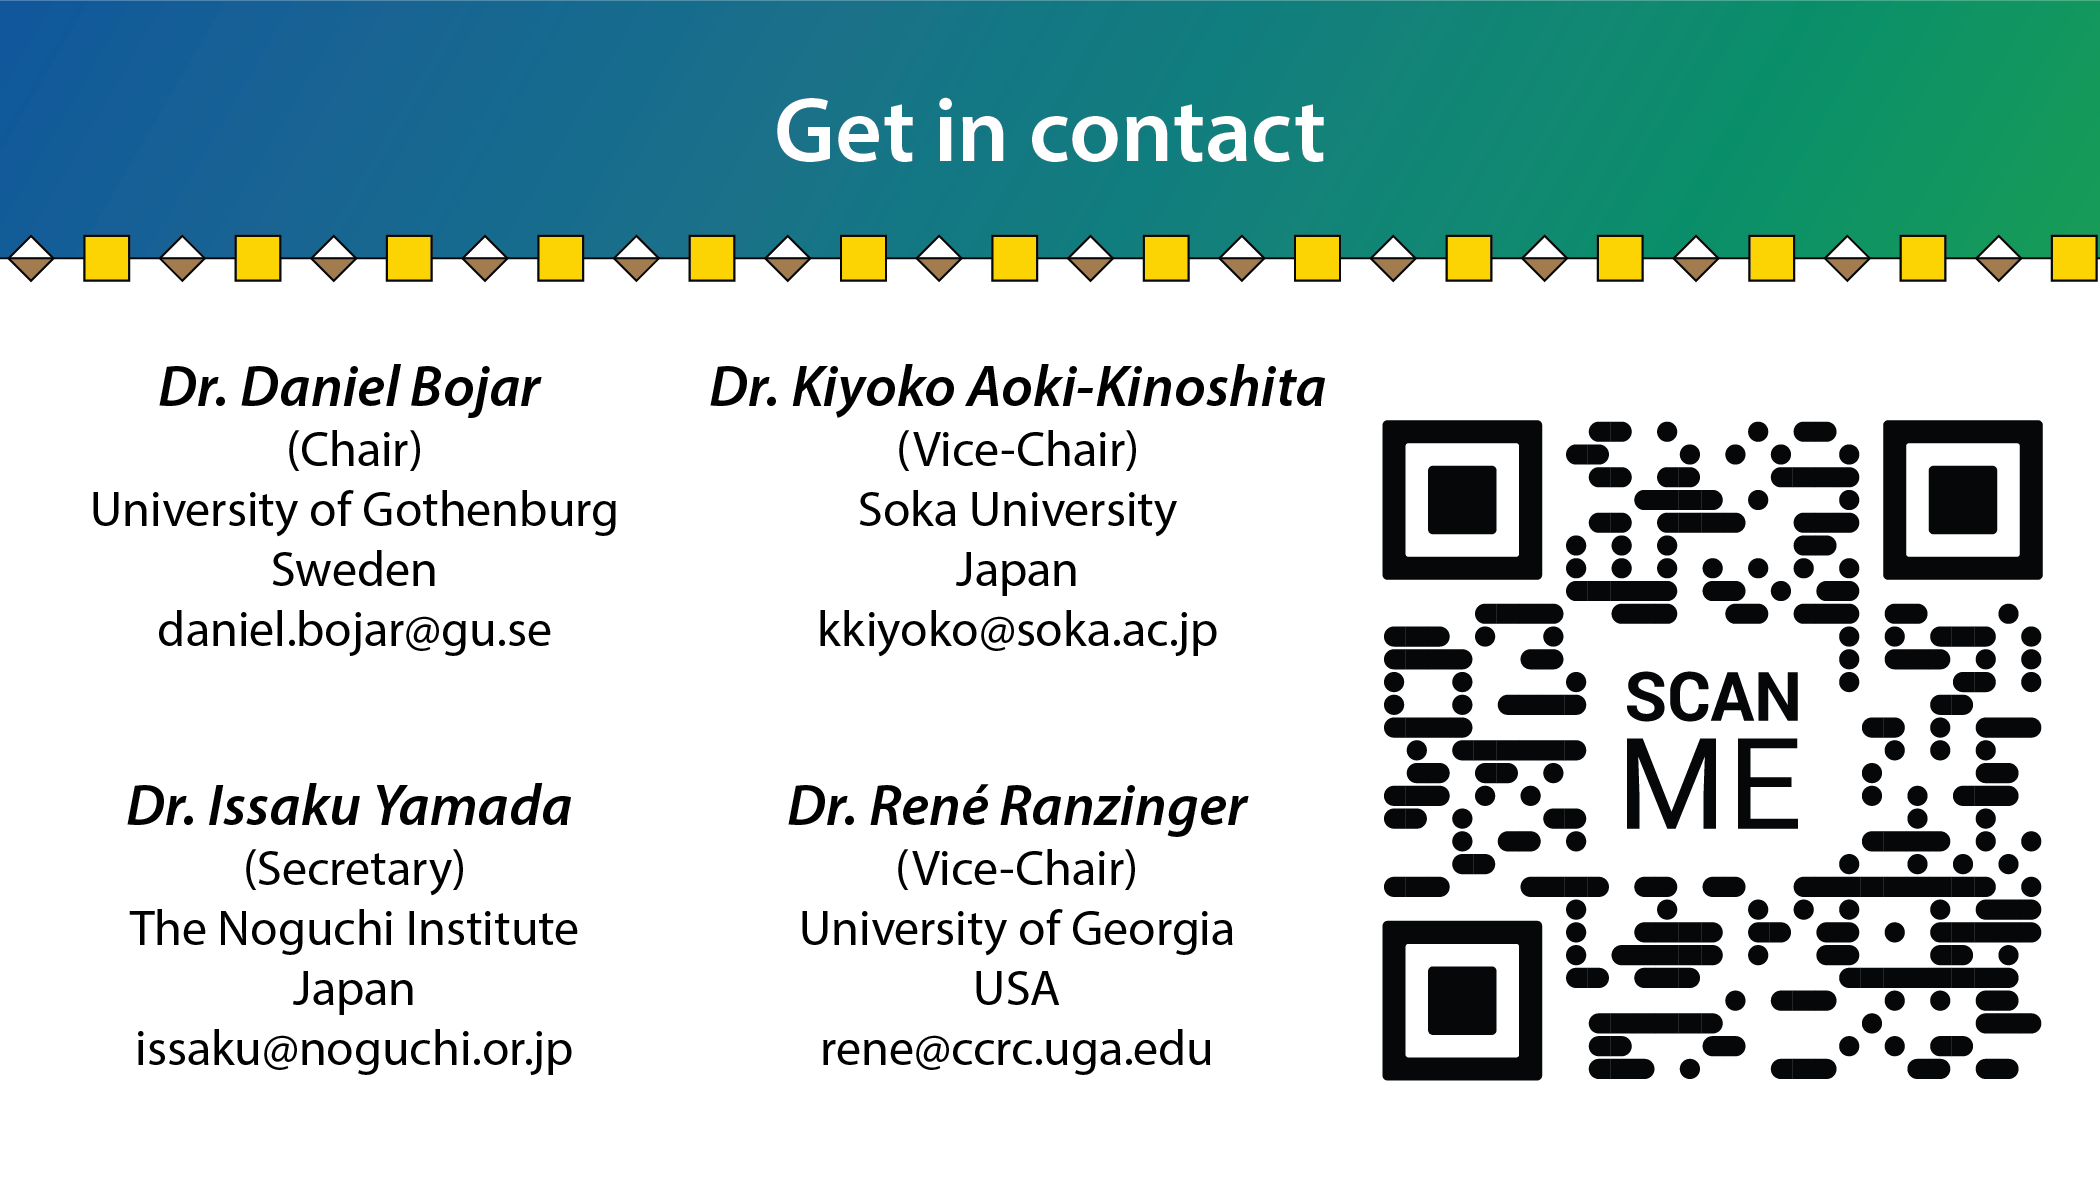 Get in contact
Dr. Daniel Bojar
(Chair)
University of Gothenburg
Sweden
daniel.bojar@gu.se
Dr. Kiyoko Aoki-Kinoshita
(Vice-Chair)
Soka University
Japan
kkiyoko@soka.ac.jp
Dr. Issaku Yamada
(Secretary)
The Noguchi Institute
Japan
issaku@noguchi.or.jp
Dr. René Ranzinger
(Vice-Chair)
University of Georgia
USA
rene@ccrc.uga.edu
SCAN
ME